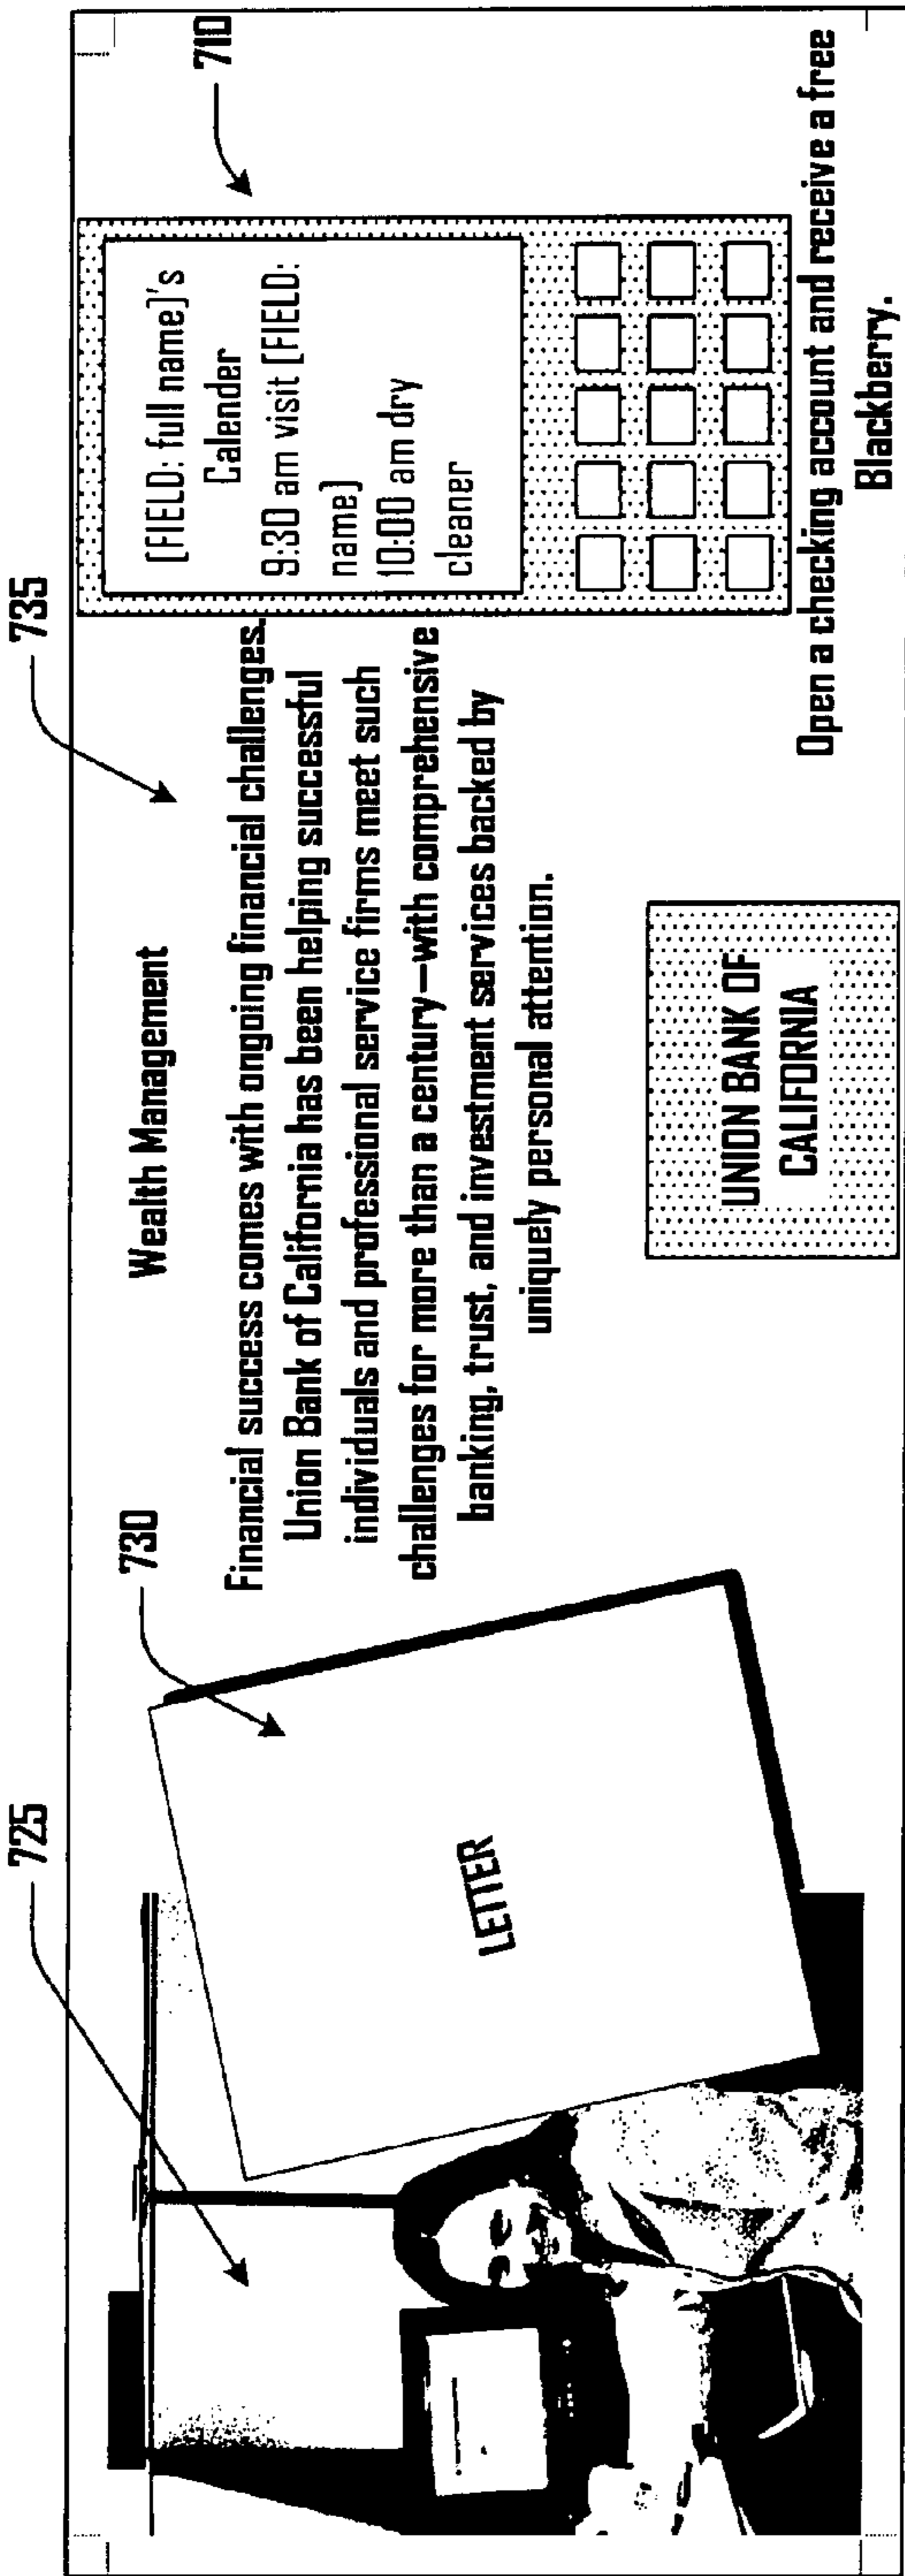 725
730
735
710
LETTER
Wealth Management
Financial success comes with ongoing financial challenges.
Union Bank of California has been helping successful
individuals and professional service firms meet such
challenges for more than a century—with comprehensive
banking, trust, and investment services backed by
uniquely personal attention.
UNION BANK OF
CALIFORNIA
[FIELD: full name]'s
Calender
9:30 am visit [FIELD:
name]
10:00 am dry
cleaner
Open a checking account and receive a free
Blackberry.